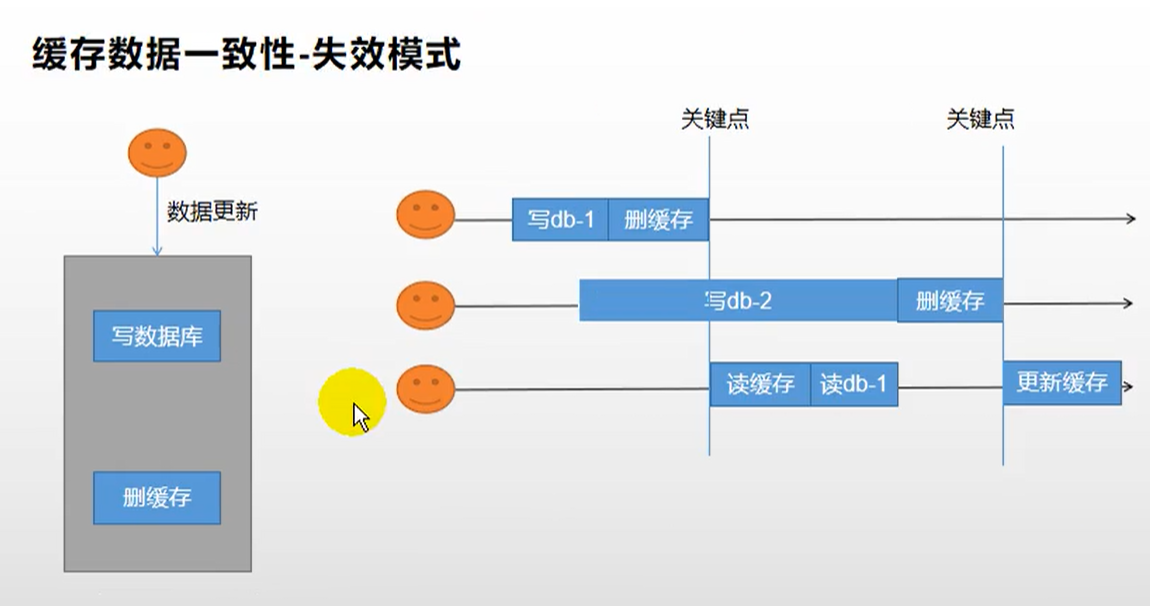 缓存数据一致性-失效模式
数据更新
写数据库
删缓存
关键点
关键点
写db-1
删缓存
写db-2
删缓存
读缓存
读db-1
更新缓存